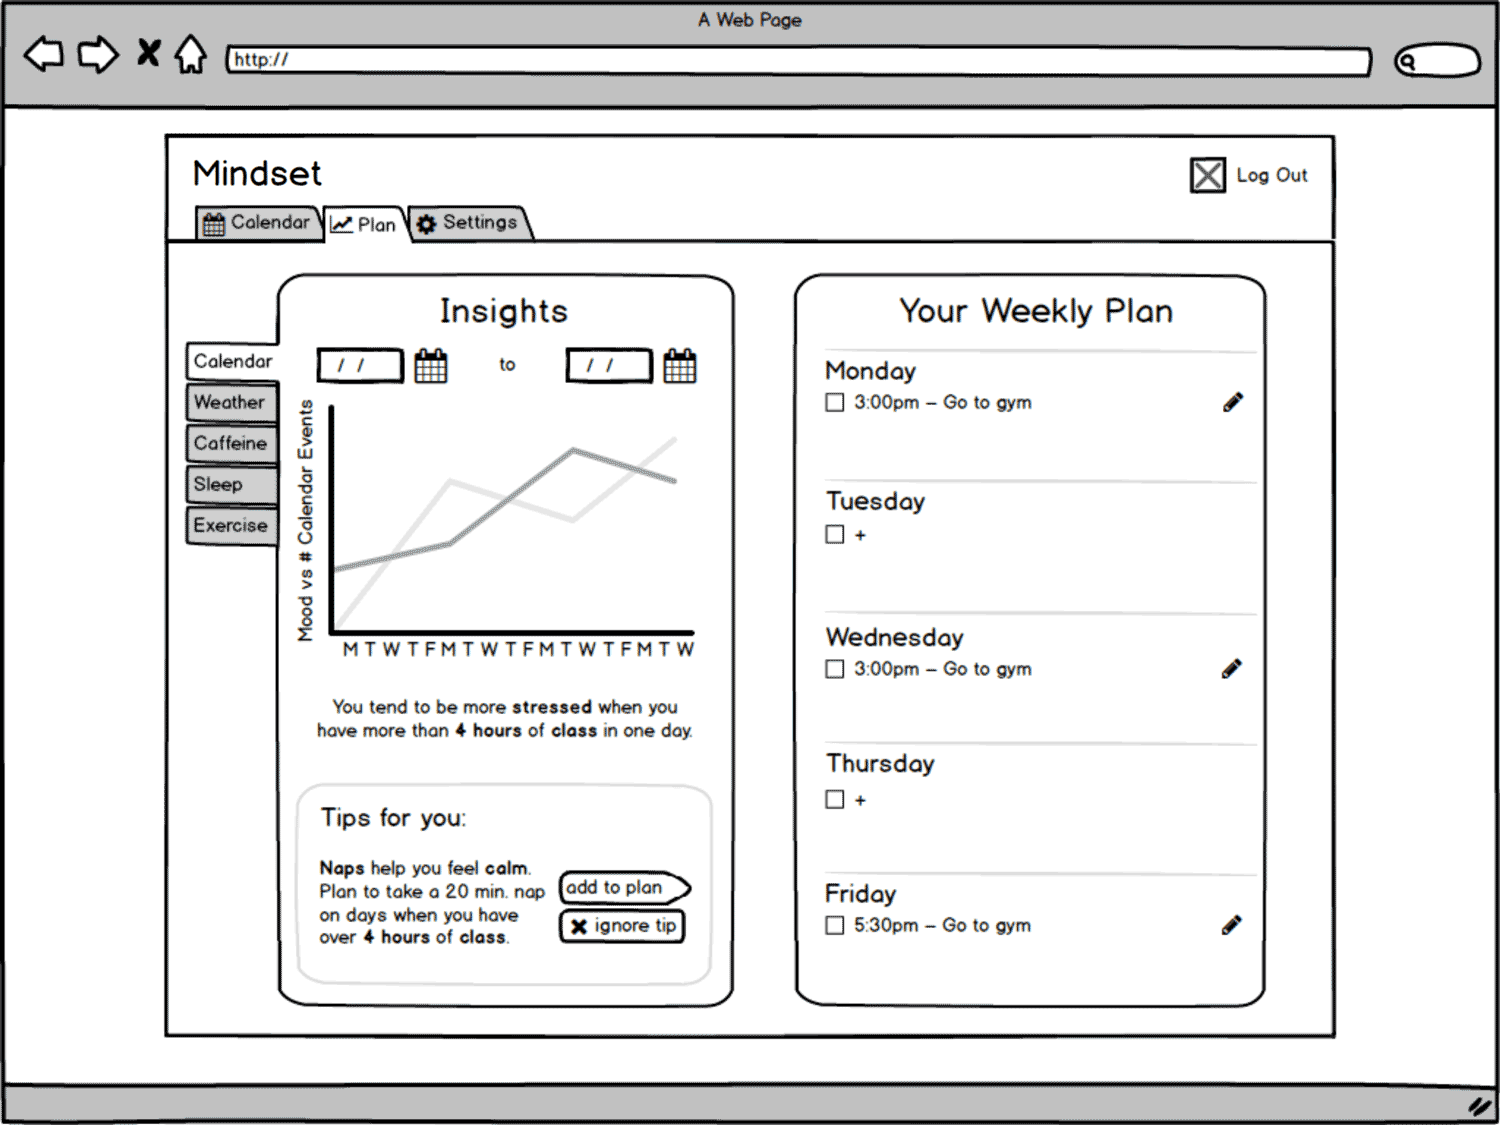 A Web Page
http://
Mindset
Log Out
Calendar
Plan
Settings
Insights
/ /
to
/ /
Calendar
Weather
Caffeine
Sleep
Exercise
Mood vs # Calendar Events
M T W T F M T W T F M T W T F M T W
You tend to be more stressed when you
have more than 4 hours of class in one day.
Tips for you:
Naps help you feel calm.
Plan to take a 20 min. nap
on days when you have
over 4 hours of class.
add to plan
ignore tip
Your Weekly Plan
Monday
3:00pm – Go to gym
Tuesday
+
Wednesday
3:00pm – Go to gym
Thursday
+
Friday
5:30pm – Go to gym